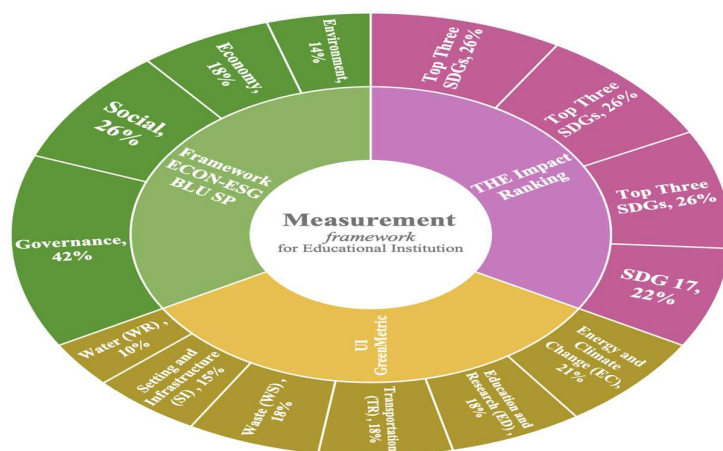 Measurement
framework
for Educational Institution
THE Impact
Ranking
Top Three
SDGs, 26%
Top Three
SDGs, 26%
Top Three
SDGs, 26%
SDG 17,
22%
UI
GreenMetric
Energy and
Climate
Change (EC),
21%
Education and
Research (ED) ,
18%
Transportation
(TR) , 18%
Waste (WS) ,
18%
Setting and
Infrastructure
(SI) , 15%
Water (WR) ,
10%
Framework
ECON-ESG
BLU SP
Governance,
42%
Social,
26%
Economy,
18%
Environment,
14%